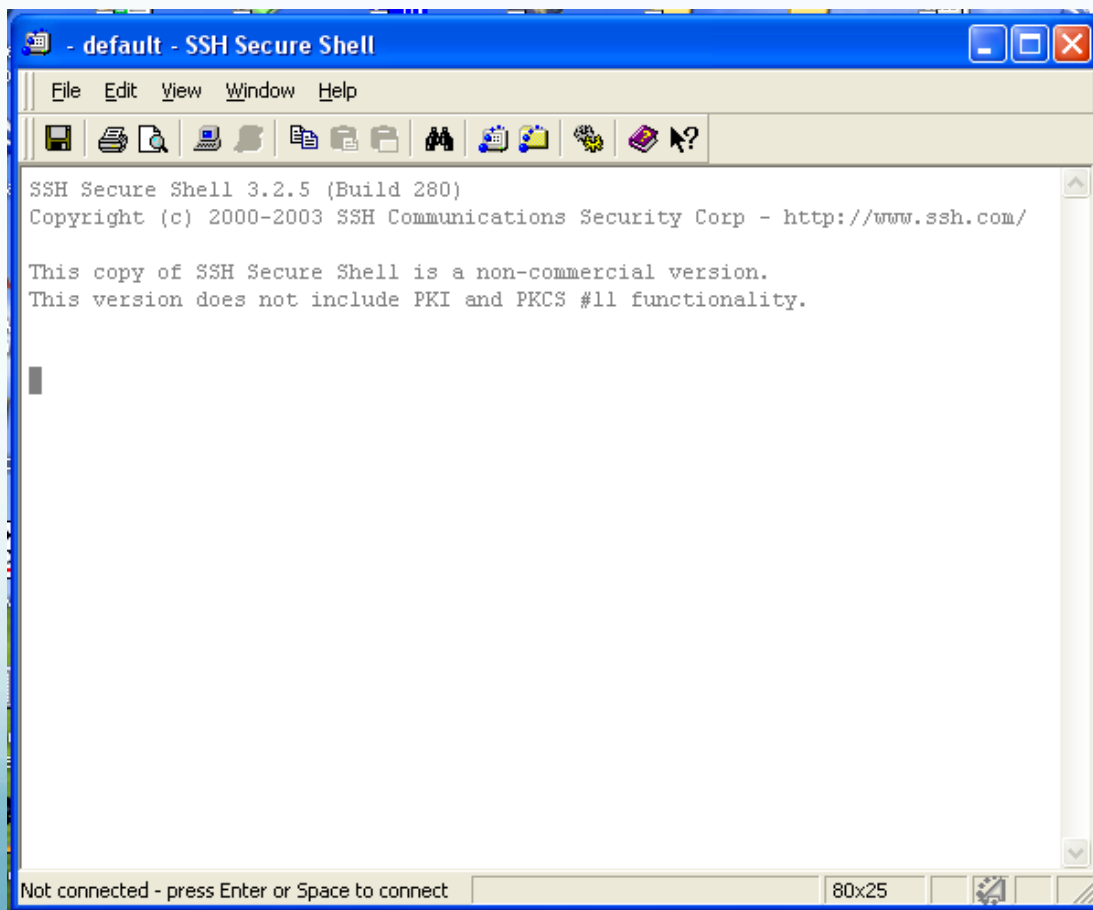 - default - SSH Secure Shell
File Edit View Window Help
SSH Secure Shell 3.2.5 (Build 280)
Copyright (c) 2000-2003 SSH Communications Security Corp - http://www.ssh.com/
This copy of SSH Secure Shell is a non-commercial version.
This version does not include PKI and PKCS #11 functionality.
Not connected - press Enter or Space to connect 80x25